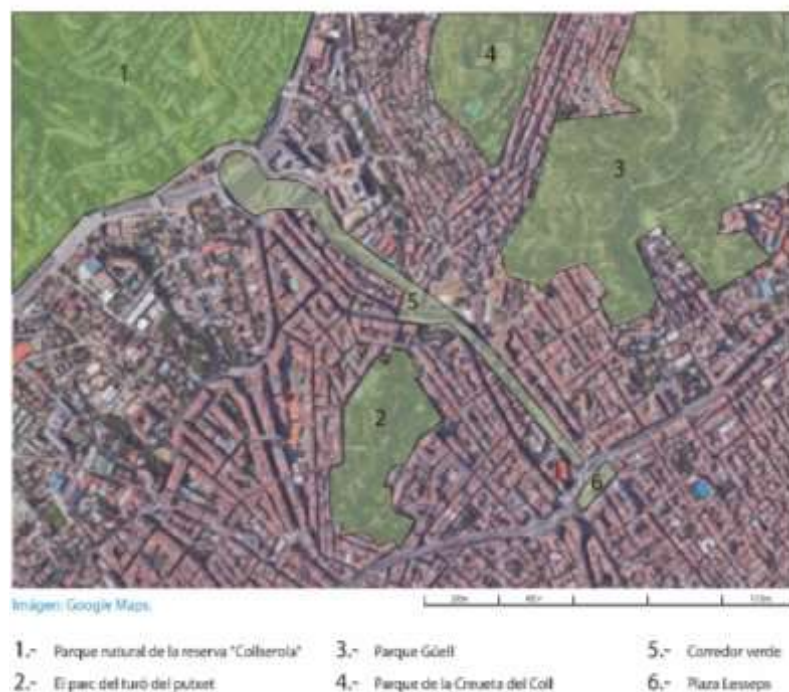 1
4
3
5
2
6
Imágen: Google Maps.
1.- Parque natural de la reserva "Collserola"
2.- El parc del turó del putxet
3.- Parque Güell
4.- Parque de la Creueta del Coll
5.- Corredor verde
6.- Plaza Lesseps